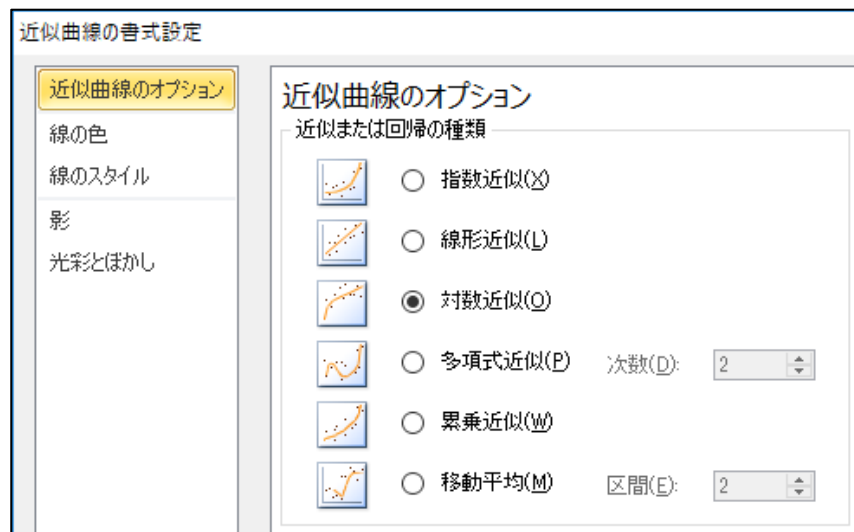 近似曲線の書式設定
近似曲線のオプション
線の色
線のスタイル
影
光彩とぼかし
近似曲線のオプション
近似または回帰の種類
指数近似(X)
線形近似(L)
対数近似(O)
多項式近似(P) 次数(D): 2
累乗近似(W)
移動平均(M) 区間(E): 2